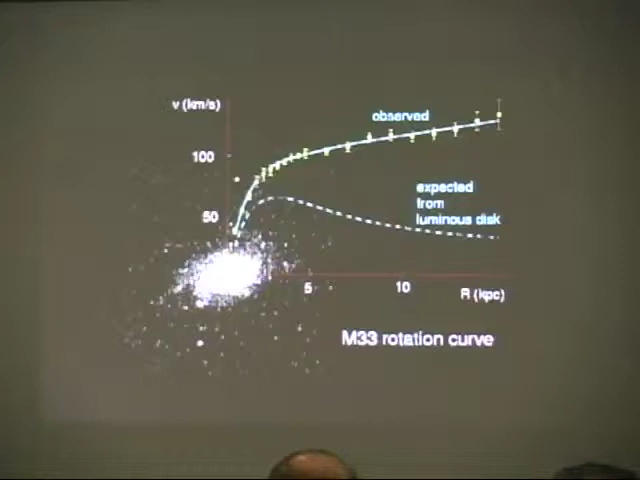 v (km/s)
observed
100
expected
from
luminous disk
50
5
10
R (kpc)
M33 rotation curve